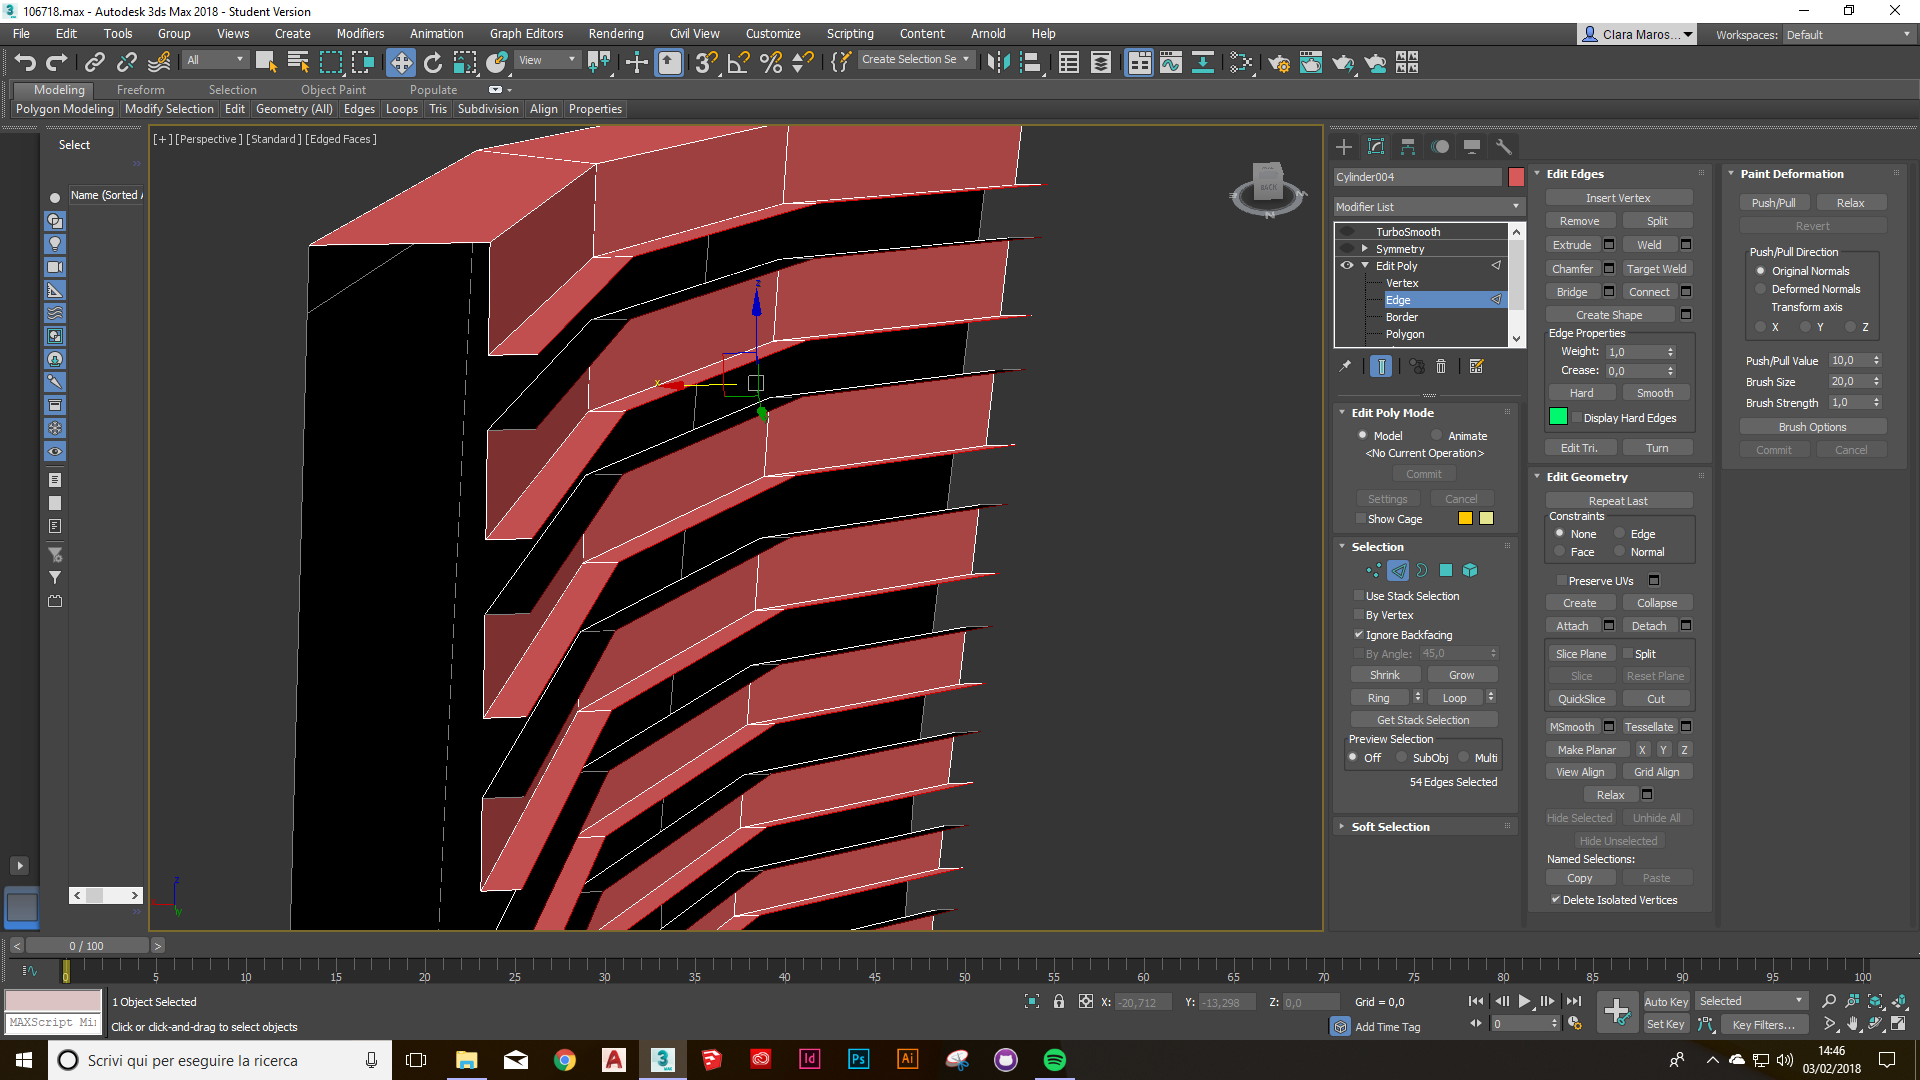 106718.max - Autodesk 3ds Max 2018 - Student Version
File Edit Tools Group Views Create Modifiers Animation Graph Editors Rendering Civil View Customize Scripting Content Arnold Help
Clara Maros... Workspaces: Default
All View Create Selection Se
Modeling Freeform Selection Object Paint Populate
Polygon Modeling Modify Selection Edit Geometry (All) Edges Loops Tris Subdivision Align Properties
Select
Name (Sorted A
[+] [Perspective ] [Standard ] [Edged Faces ]
BACK
N
z
x
z
y
Cylinder004
Modifier List
TurboSmooth
Symmetry
Edit Poly
Vertex
Edge
Border
Polygon
Edit Poly Mode
Model Animate
<No Current Operation>
Commit
Settings Cancel
Show Cage
Selection
Use Stack Selection
By Vertex
Ignore Backfacing
By Angle: 45,0
Shrink Grow
Ring Loop
Get Stack Selection
Preview Selection
Off SubObj Multi
54 Edges Selected
Soft Selection
Edit Edges
Insert Vertex
Remove Split
Extrude Weld
Chamfer Target Weld
Bridge Connect
Create Shape
Edge Properties
Weight: 1,0
Crease: 0,0
Hard Smooth
Display Hard Edges
Edit Tri. Turn
Edit Geometry
Repeat Last
Constraints
None Edge
Face Normal
Preserve UVs
Create Collapse
Attach Detach
Slice Plane Split
Slice Reset Plane
QuickSlice Cut
MSmooth Tessellate
Make Planar X Y Z
View Align Grid Align
Relax
Hide Selected Unhide All
Hide Unselected
Named Selections:
Copy Paste
Delete Isolated Vertices
Paint Deformation
Push/Pull Relax
Revert
Push/Pull Direction
Original Normals
Deformed Normals
Transform axis
X Y Z
Push/Pull Value 10,0
Brush Size 20,0
Brush Strength 1,0
Brush Options
Commit Cancel
< 0 / 100 >
0 5 10 15 20 25 30 35 40 45 50 55 60 65 70 75 80 85 90 95 100
1 Object Selected X: -20,712 Y: -13,298 Z: 0,0 Grid = 0,0 Auto Key Selected
MAXScript Mi Click or click-and-drag to select objects Add Time Tag 0 Set Key Key Filters...
Scrivi qui per eseguire la ricerca
A 3 MAX Id Ps Ai
14:46
03/02/2018